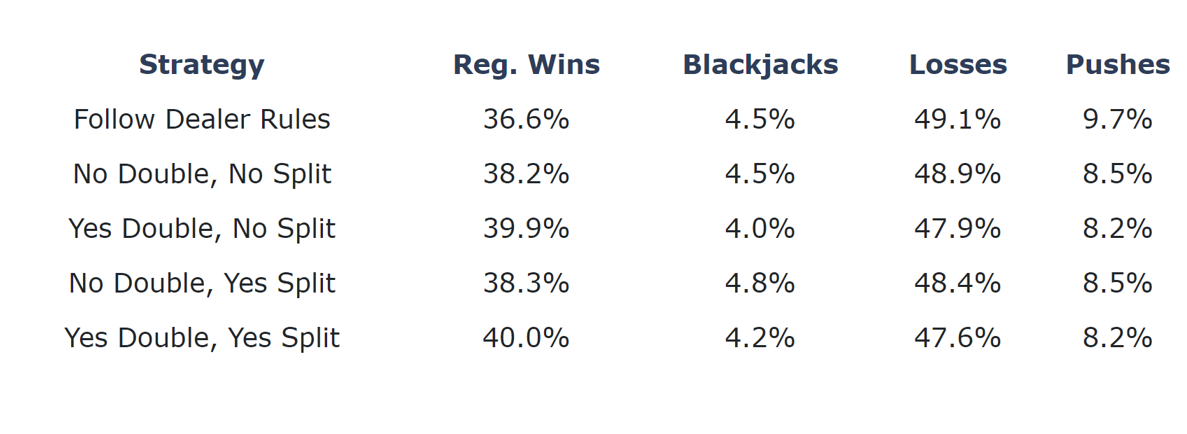 Strategy Reg. Wins Blackjacks Losses Pushes
Follow Dealer Rules 36.6% 4.5% 49.1% 9.7%
No Double, No Split 38.2% 4.5% 48.9% 8.5%
Yes Double, No Split 39.9% 4.0% 47.9% 8.2%
No Double, Yes Split 38.3% 4.8% 48.4% 8.5%
Yes Double, Yes Split 40.0% 4.2% 47.6% 8.2%